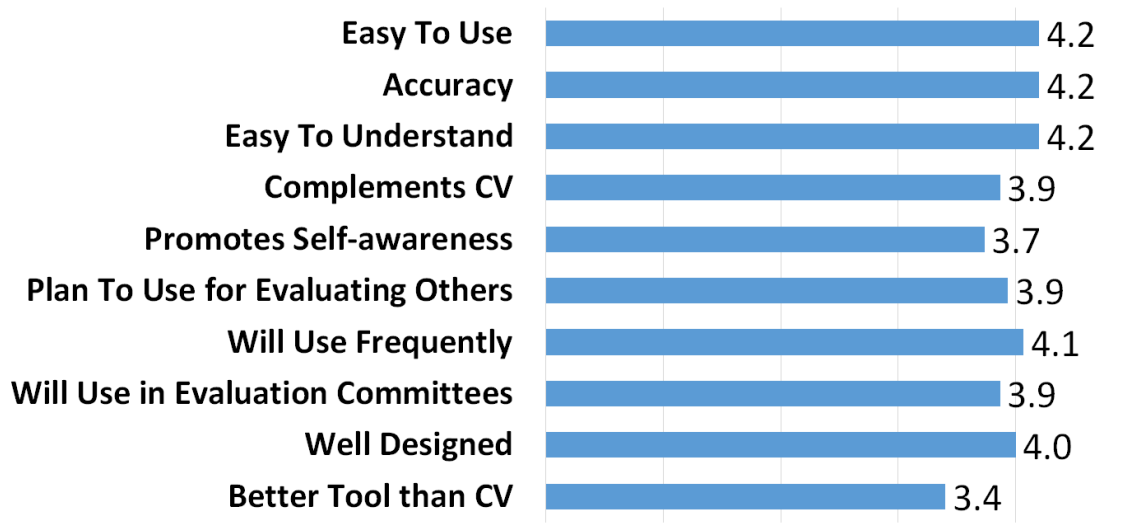 Easy To Use 4.2
Accuracy 4.2
Easy To Understand 4.2
Complements CV 3.9
Promotes Self-awareness 3.7
Plan To Use for Evaluating Others 3.9
Will Use Frequently 4.1
Will Use in Evaluation Committees 3.9
Well Designed 4.0
Better Tool than CV 3.4